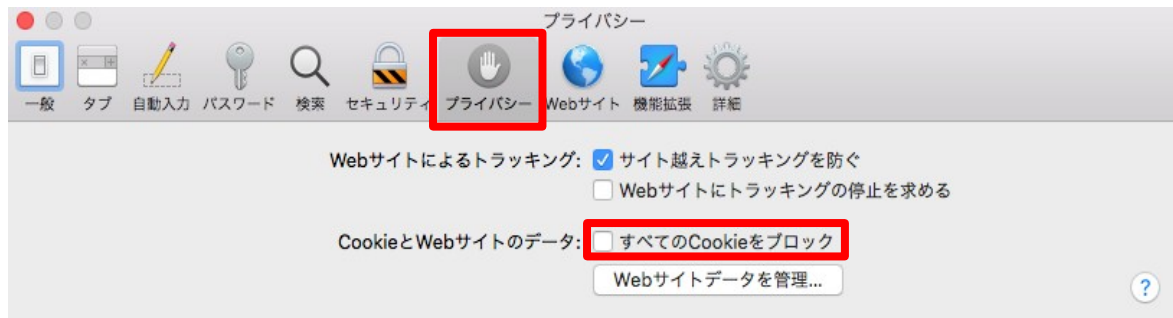 プライバシー
一般 タブ 自動入力 パスワード 検索 セキュリティ プライバシー Webサイト 機能拡張 詳細
Webサイトによるトラッキング: サイト越えトラッキングを防ぐ
Webサイトにトラッキングの停止を求める
CookieとWebサイトのデータ: すべてのCookieをブロック
Webサイトデータを管理...
?